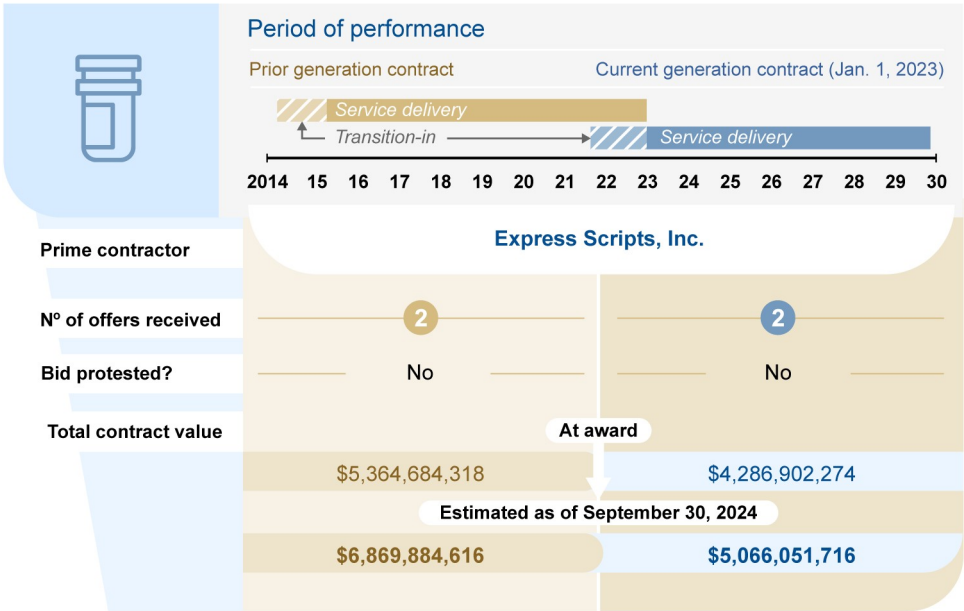 Period of performance
Prior generation contract Current generation contract (Jan. 1, 2023)
Service delivery
Transition-in Service delivery
2014 15 16 17 18 19 20 21 22 23 24 25 26 27 28 29 30
Prime contractor Express Scripts, Inc.
Nº of offers received 2 2
Bid protested? No No
Total contract value At award
$5,364,684,318 $4,286,902,274
Estimated as of September 30, 2024
$6,869,884,616 $5,066,051,716